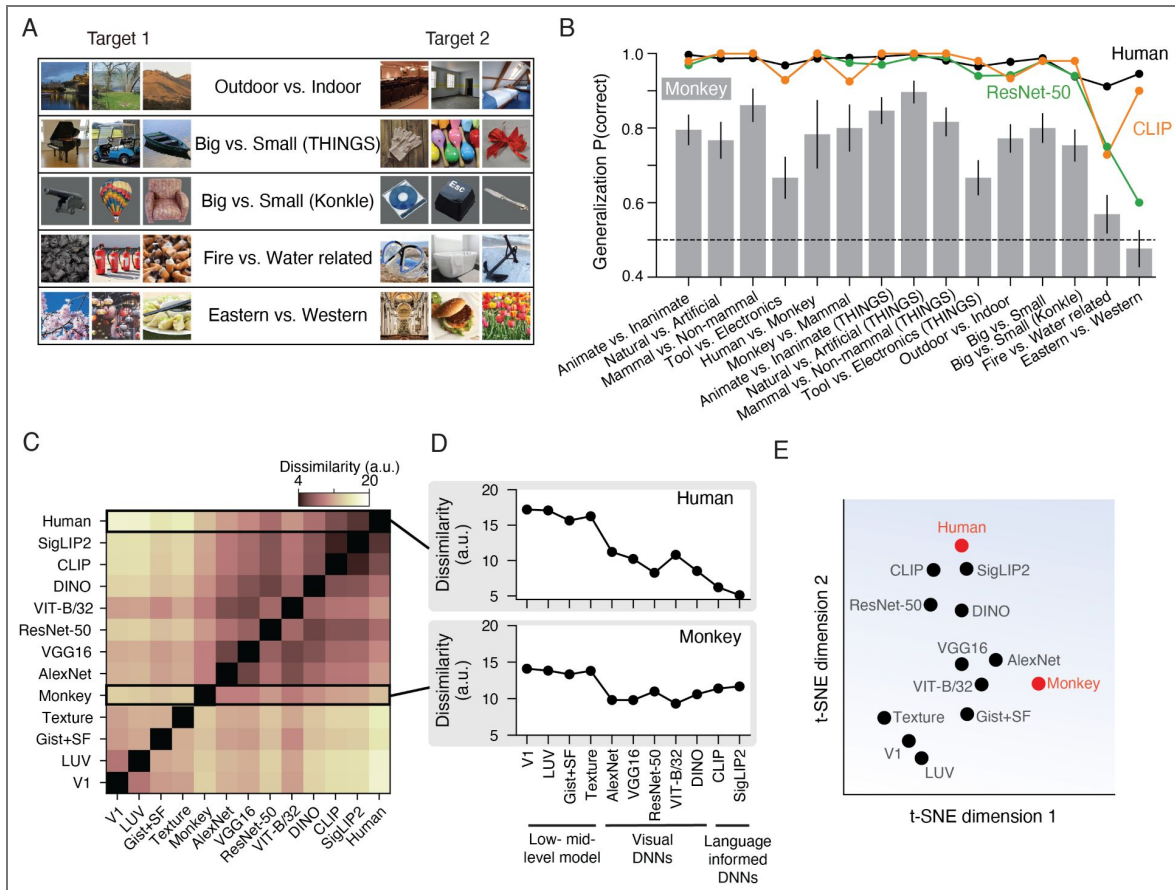 A
Target 1
Target 2
Outdoor vs. Indoor
Big vs. Small (THINGS)
Big vs. Small (Konkle)
Esc
Fire vs. Water related
Eastern vs. Western
B
Generalization P(correct)
1.0
0.8
0.6
0.4
Monkey
Human
ResNet-50
CLIP
Animate vs. Inanimate
Natural vs. Artificial
Mammal vs. Non-mammal
Tool vs. Electronics
Human vs. Monkey
Monkey vs. Mammal
Animate vs. Inanimate (THINGS)
Natural vs. Artificial (THINGS)
Mammal vs. Non-mammal (THINGS)
Tool vs. Electronics (THINGS)
Outdoor vs. Indoor
Big vs. Small
Big vs. Small (Konkle)
Fire vs. Water related
Eastern vs. Western
C
Dissimilarity (a.u.)
4
20
Human
SigLIP2
CLIP
DINO
VIT-B/32
ResNet-50
VGG16
AlexNet
Monkey
Texture
Gist+SF
LUV
V1
V1
LUV
Gist+SF
Texture
Monkey
AlexNet
VGG16
ResNet-50
VIT-B/32
DINO
CLIP
SigLIP2
Human
D
Dissimilarity
(a.u.)
20
15
10
5
Human
Dissimilarity
(a.u.)
20
15
10
5
Monkey
V1
LUV
Gist+SF
Texture
AlexNet
VGG16
ResNet-50
VIT-B/32
DINO
CLIP
SigLIP2
Low- mid-
level model
Visual
DNNs
Language
informed
DNNs
E
t-SNE dimension 2
Human
CLIP
SigLIP2
ResNet-50
DINO
VGG16
AlexNet
VIT-B/32
Monkey
Texture
Gist+SF
V1
LUV
t-SNE dimension 1